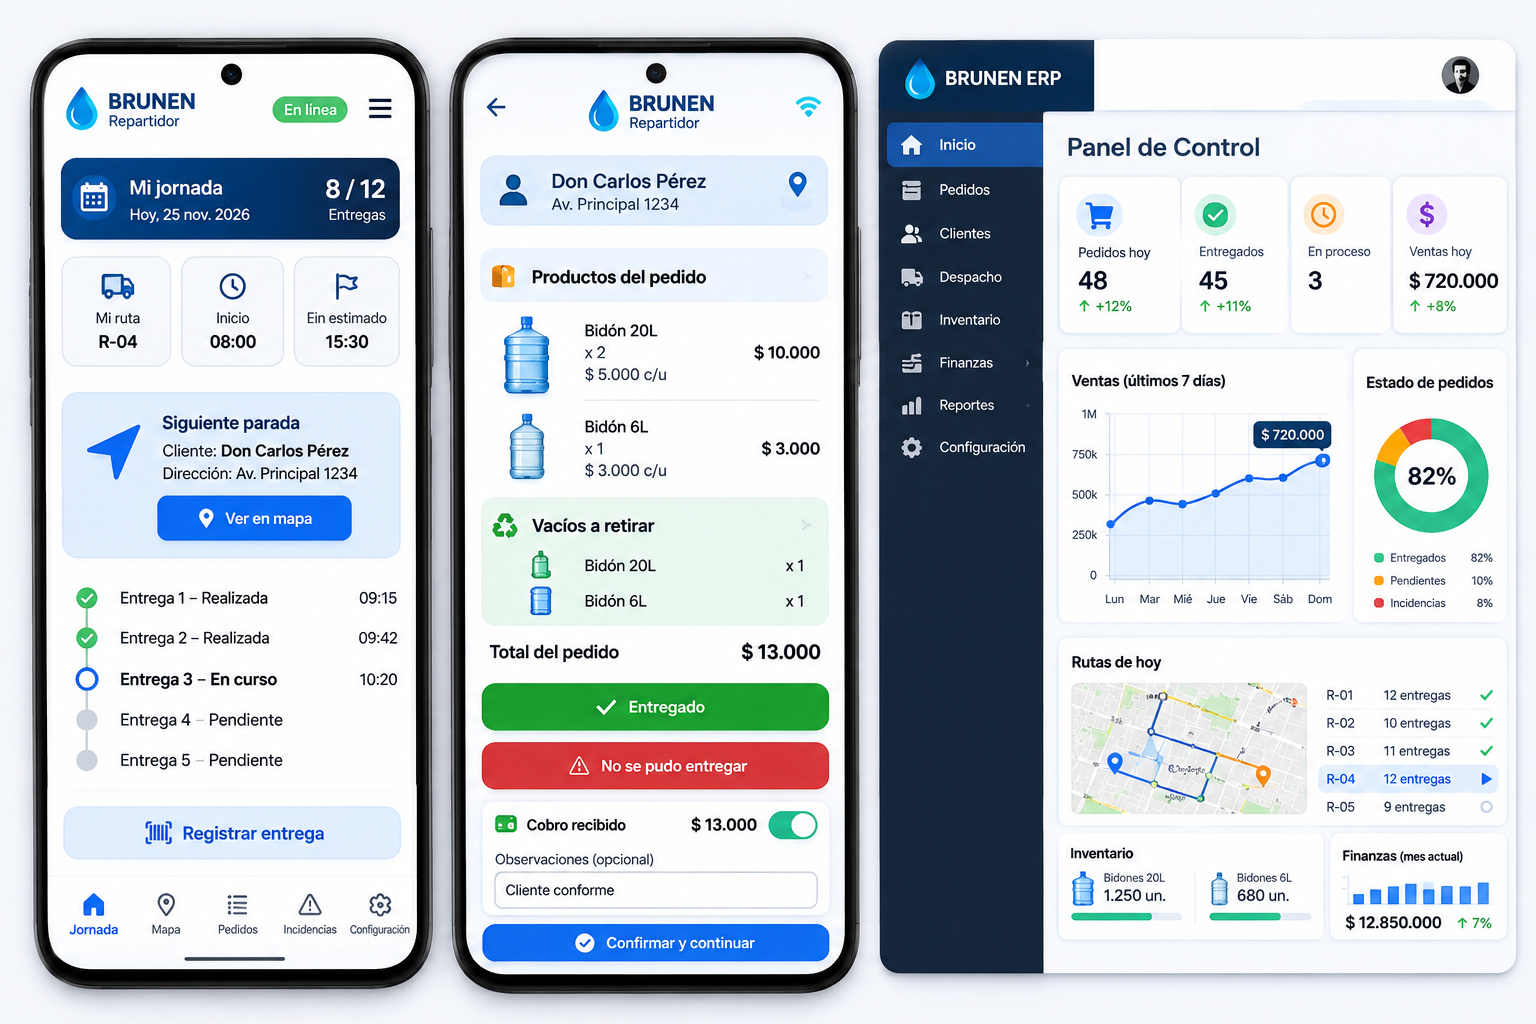 BRUNEN
Repartidor
En línea
Mi jornada
Hoy, 25 nov. 2026
8 / 12
Entregas
Mi ruta
R-04
Inicio
08:00
Ein estimado
15:30
Siguiente parada
Cliente: Don Carlos Pérez
Dirección: Av. Principal 1234
Ver en mapa
Entrega 1 – Realizada 09:15
Entrega 2 – Realizada 09:42
Entrega 3 – En curso 10:20
Entrega 4 – Pendiente
Entrega 5 – Pendiente
Registrar entrega
Jornada
Mapa
Pedidos
Incidencias
Configuración
BRUNEN
Repartidor
Don Carlos Pérez
Av. Principal 1234
Productos del pedido
Bidón 20L
x 2
$ 5.000 c/u
$ 10.000
Bidón 6L
x 1
$ 3.000 c/u
$ 3.000
Vacíos a retirar
Bidón 20L x 1
Bidón 6L x 1
Total del pedido $ 13.000
Entregado
No se pudo entregar
Cobro recibido $ 13.000
Observaciones (opcional)
Cliente conforme
Confirmar y continuar
BRUNEN ERP
Inicio
Pedidos
Clientes
Despacho
Inventario
Finanzas
Reportes
Configuración
Panel de Control
Pedidos hoy
48
↑ +12%
Entregados
45
↑ +11%
En proceso
3
$
Ventas hoy
$ 720.000
↑ +8%
Ventas (últimos 7 días)
1M
750k
500k
250k
0
$ 720.000
Lun Mar Mié Jue Vie Sáb Dom
Estado de pedidos
82%
Entregados 82%
Pendientes 10%
Incidencias 8%
Rutas de hoy
R-01 12 entregas
R-02 10 entregas
R-03 11 entregas
R-04 12 entregas
R-05 9 entregas
Inventario
Bidones 20L
1.250 un.
Bidones 6L
680 un.
Finanzas (mes actual)
$ 12.850.000 ↑ 7%